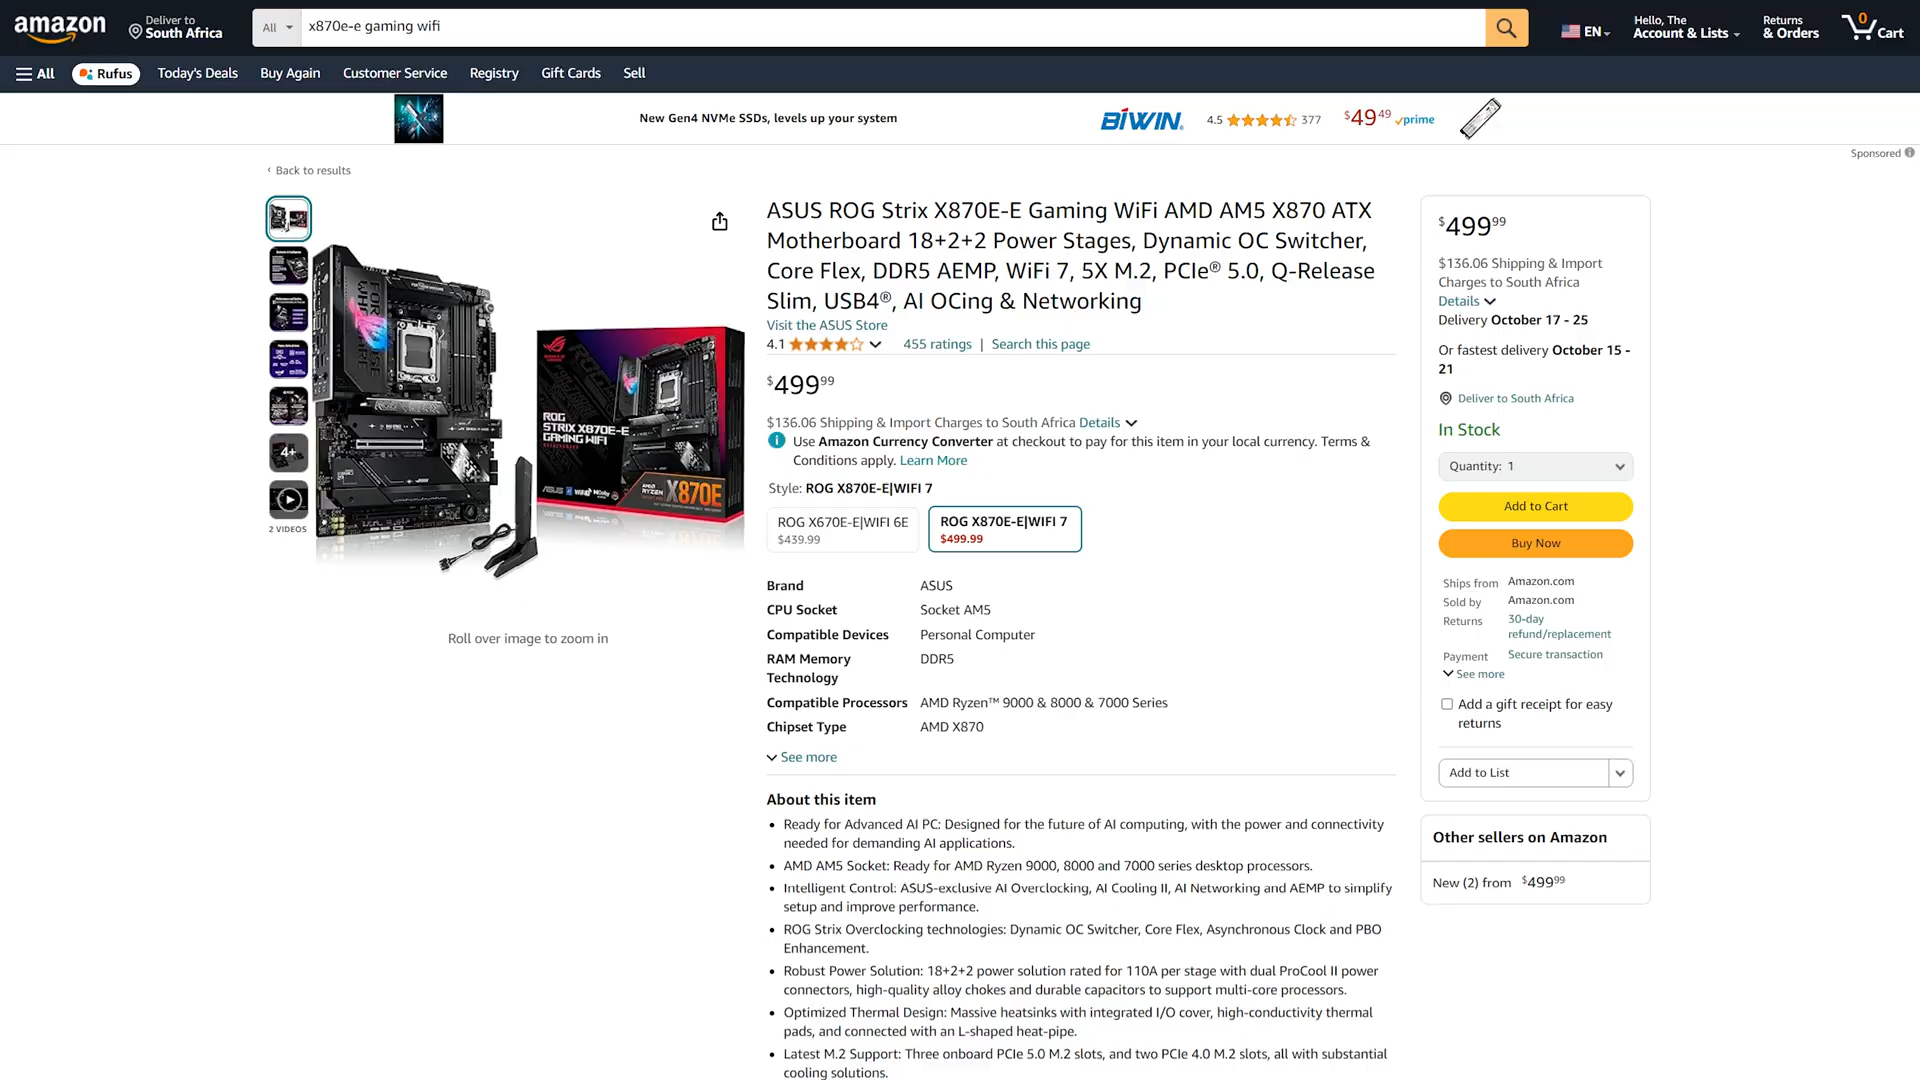 amazon
Deliver to
South Africa
All
x870e-e gaming wifi
EN
Hello, The
Account & Lists
Returns
& Orders
0
Cart
All
Rufus
Today's Deals
Buy Again
Customer Service
Registry
Gift Cards
Sell
New Gen4 NVMe SSDs, levels up your system
BIWIN
4.5
377
$49 49
prime
Sponsored
‹ Back to results
4+
2 VIDEOS
ROG
STRIX X870E-E
GAMING WIFI
X870E
Roll over image to zoom in
ASUS ROG Strix X870E-E Gaming WiFi AMD AM5 X870 ATX
Motherboard 18+2+2 Power Stages, Dynamic OC Switcher,
Core Flex, DDR5 AEMP, WiFi 7, 5X M.2, PCIe® 5.0, Q-Release
Slim, USB4®, AI OCing & Networking
Visit the ASUS Store
4.1
455 ratings | Search this page
$499 99
$136.06 Shipping & Import Charges to South Africa Details
Use Amazon Currency Converter at checkout to pay for this item in your local currency. Terms &
Conditions apply. Learn More
Style: ROG X870E-E|WIFI 7
ROG X670E-E|WIFI 6E
$439.99
ROG X870E-E|WIFI 7
$499.99
Brand ASUS
CPU Socket Socket AM5
Compatible Devices Personal Computer
RAM Memory Technology DDR5
Compatible Processors AMD Ryzen™ 9000 & 8000 & 7000 Series
Chipset Type AMD X870
See more
About this item
• Ready for Advanced AI PC: Designed for the future of AI computing, with the power and connectivity
needed for demanding AI applications.
• AMD AM5 Socket: Ready for AMD Ryzen 9000, 8000 and 7000 series desktop processors.
• Intelligent Control: ASUS-exclusive AI Overclocking, AI Cooling II, AI Networking and AEMP to simplify
setup and improve performance.
• ROG Strix Overclocking technologies: Dynamic OC Switcher, Core Flex, Asynchronous Clock and PBO
Enhancement.
• Robust Power Solution: 18+2+2 power solution rated for 110A per stage with dual ProCool II power
connectors, high-quality alloy chokes and durable capacitors to support multi-core processors.
• Optimized Thermal Design: Massive heatsinks with integrated I/O cover, high-conductivity thermal
pads, and connected with an L-shaped heat-pipe.
• Latest M.2 Support: Three onboard PCIe 5.0 M.2 slots, and two PCIe 4.0 M.2 slots, all with substantial
cooling solutions.
$499 99
$136.06 Shipping & Import
Charges to South Africa
Details
Delivery October 17 - 25
Or fastest delivery October 15 -
21
Deliver to South Africa
In Stock
Quantity: 1
Add to Cart
Buy Now
Ships from Amazon.com
Sold by Amazon.com
Returns 30-day
refund/replacement
Payment Secure transaction
See more
Add a gift receipt for easy
returns
Add to List
Other sellers on Amazon
New (2) from $499 99